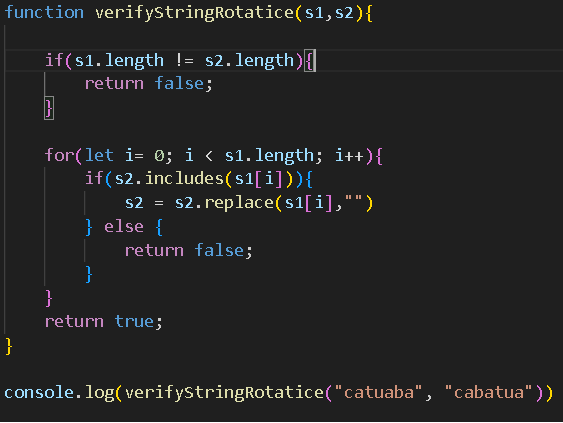 function verifyStringRotatice(s1,s2){
if(s1.length != s2.length){
return false;
}
for(let i= 0; i < s1.length; i++){
if(s2.includes(s1[i])){
s2 = s2.replace(s1[i],"")
} else {
return false;
}
}
return true;
}
console.log(verifyStringRotatice("catuaba", "cabatua"))